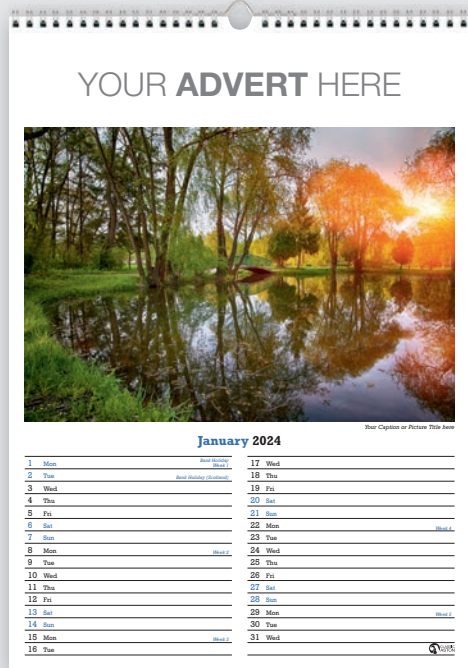 YOUR ADVERT HERE
Your Caption or Picture Title here
January 2024
1 Mon Bank Holiday
Week 1
2 Tue Bank Holiday (Scotland)
3 Wed
4 Thu
5 Fri
6 Sat
7 Sun
8 Mon Week 2
9 Tue
10 Wed
11 Thu
12 Fri
13 Sat
14 Sun
15 Mon Week 3
16 Tue
17 Wed
18 Thu
19 Fri
20 Sat
21 Sun
22 Mon Week 4
23 Tue
24 Wed
25 Thu
26 Fri
27 Sat
28 Sun
29 Mon Week 5
30 Tue
31 Wed